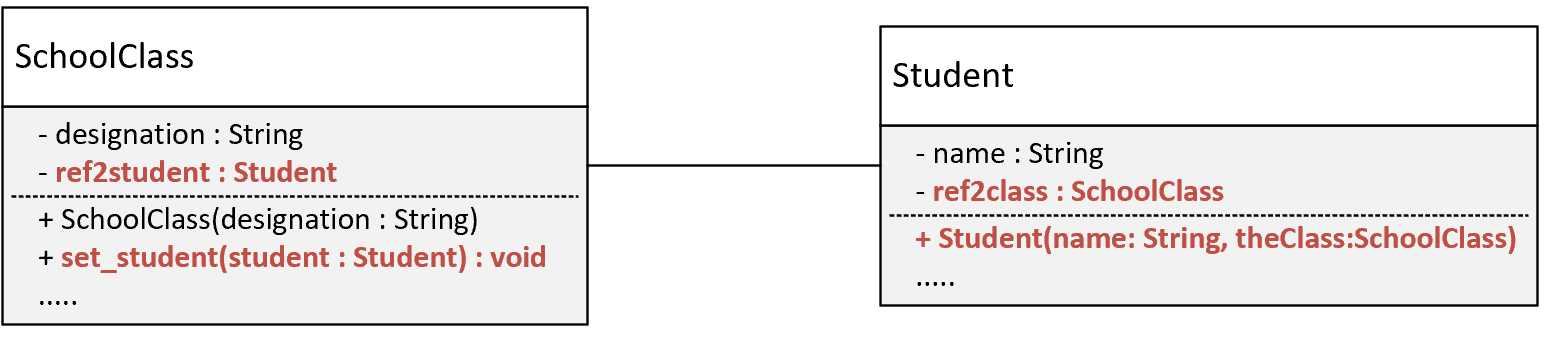 SchoolClass
- designation : String
- ref2student : Student
+ SchoolClass(designation : String)
+ set_student(student : Student) : void
.....
Student
- name : String
- ref2class : SchoolClass
+ Student(name: String, theClass:SchoolClass)
.....